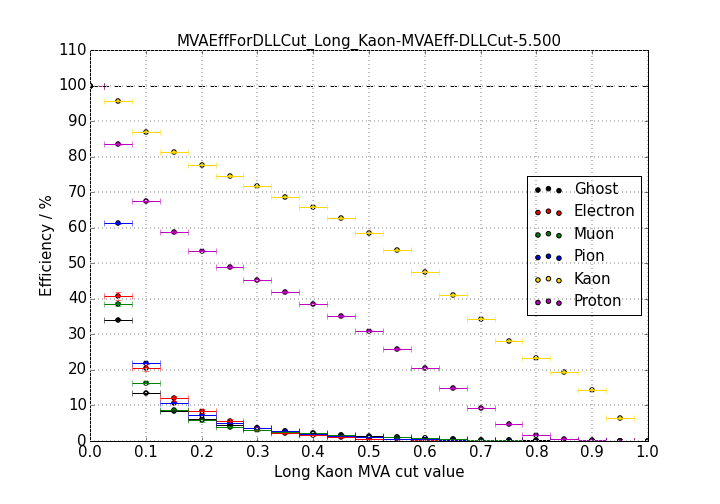 MVAEffForDLLCut_Long_Kaon-MVAEff-DLLCut-5.500
110
100
90
80
70
60
50
40
30
20
10
0
Efficiency / %
Ghost
Electron
Muon
Pion
Kaon
Proton
0.0 0.1 0.2 0.3 0.4 0.5 0.6 0.7 0.8 0.9 1.0
Long Kaon MVA cut value